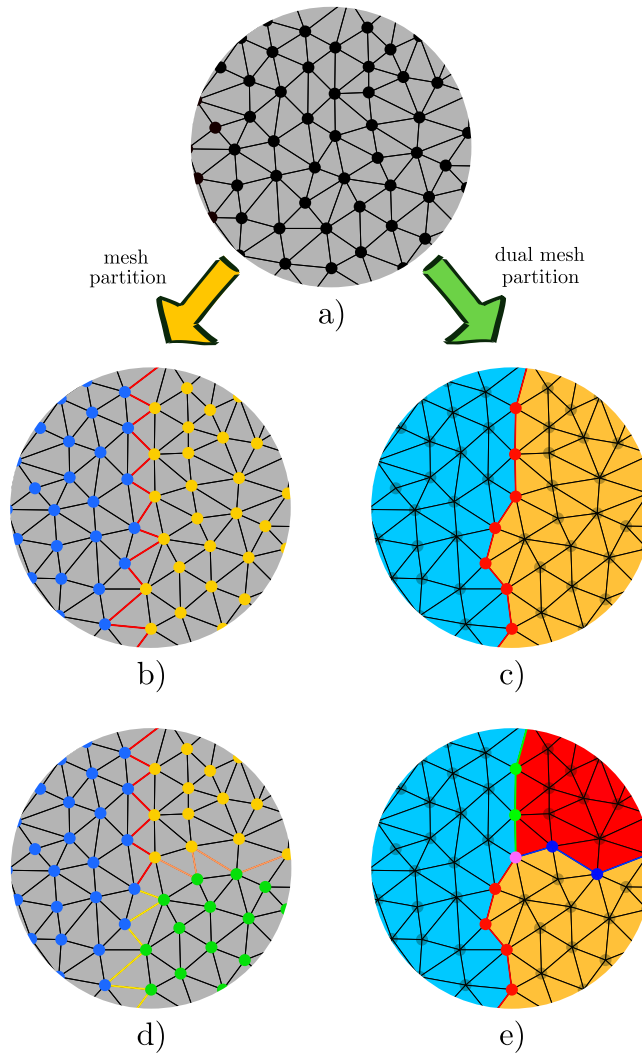 mesh
partition
dual mesh
partition
a)
b)
c)
d)
e)